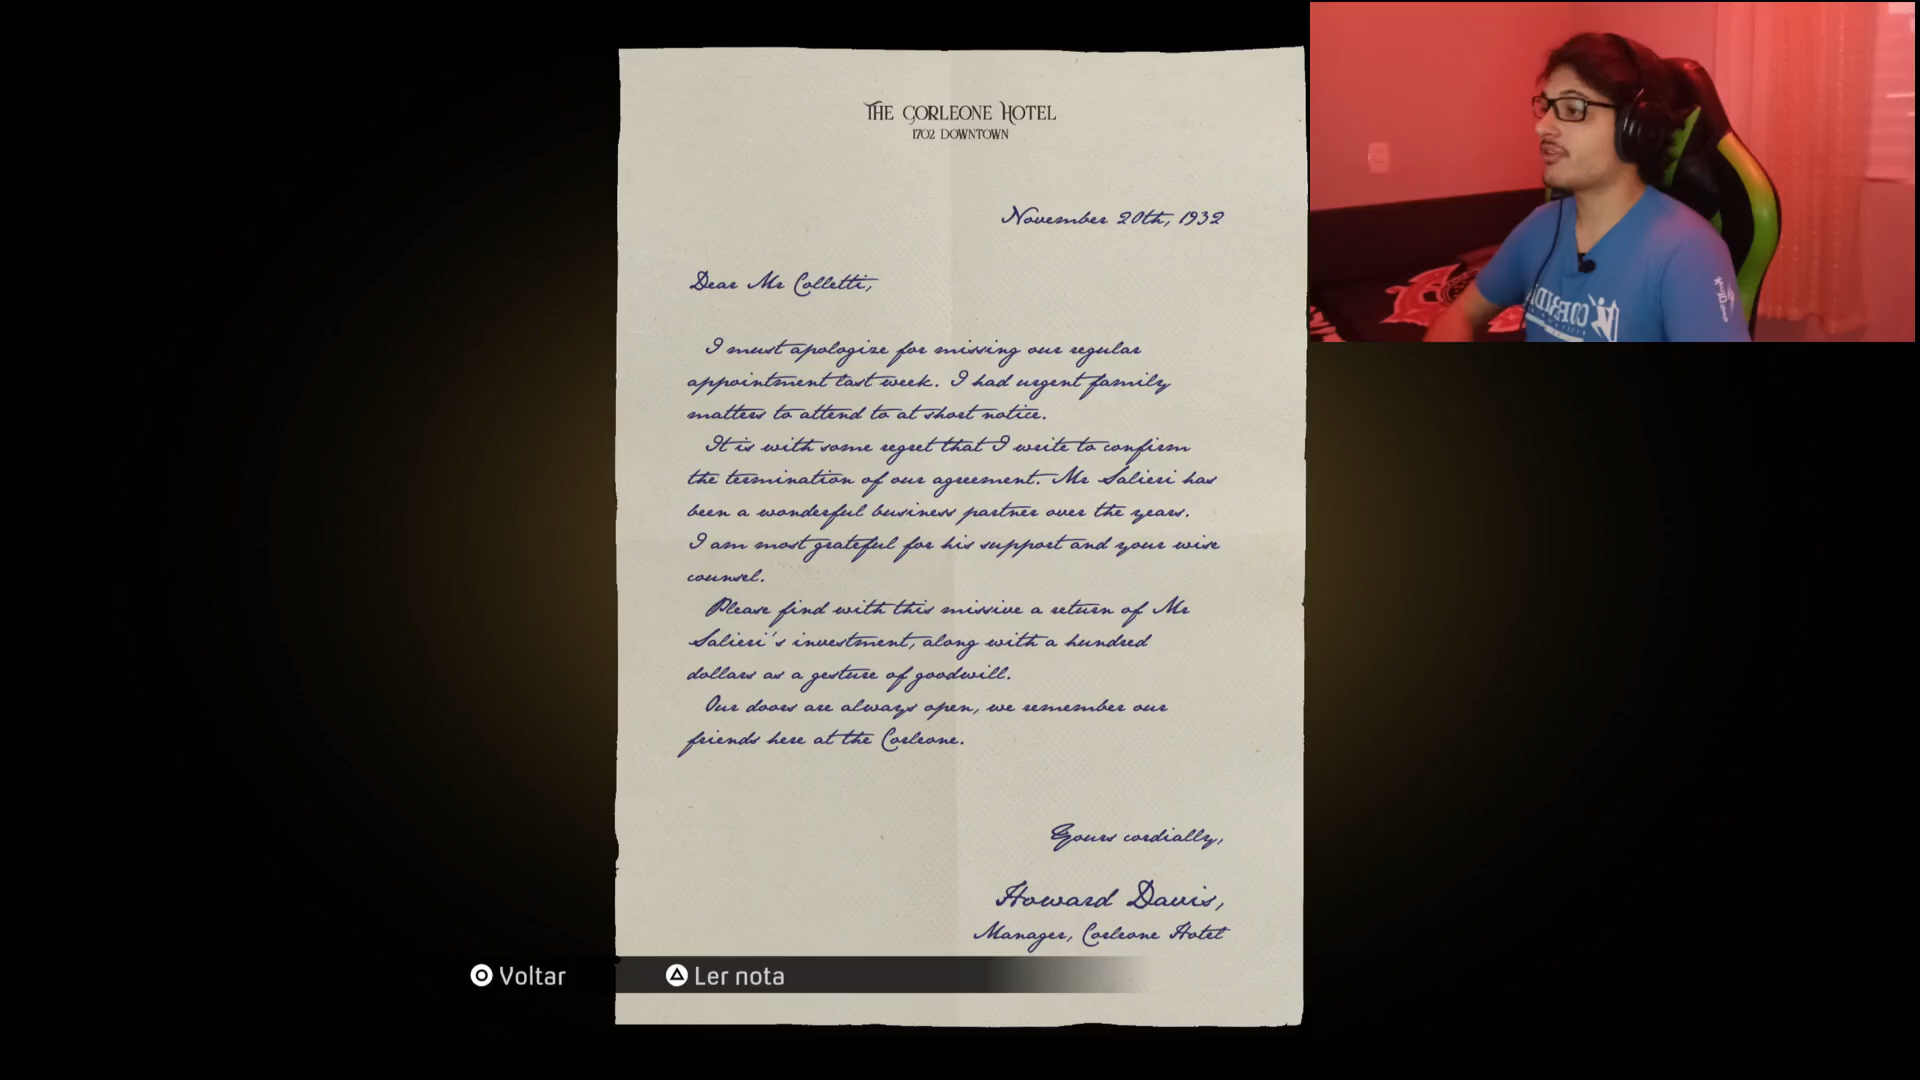 THE CORLEONE HOTEL
1702 DOWNTOWN
November 20th, 1932
Dear Mr Colletti,
I must apologize for missing our regular
appointment last week. I had urgent family
matters to attend to at short notice.
It is with some regret that I write to confirm
the termination of our agreement. Mr Salieri has
been a wonderful business partner over the years.
I am most grateful for his support and your wise
counsel.
Please find with this missive a return of Mr
Salieri's investment, along with a hundred
dollars as a gesture of goodwill.
Our doors are always open, we remember our
friends here at the Corleone.
Yours cordially,
Howard Davis,
Manager, Corleone Hotel
Voltar
Ler nota